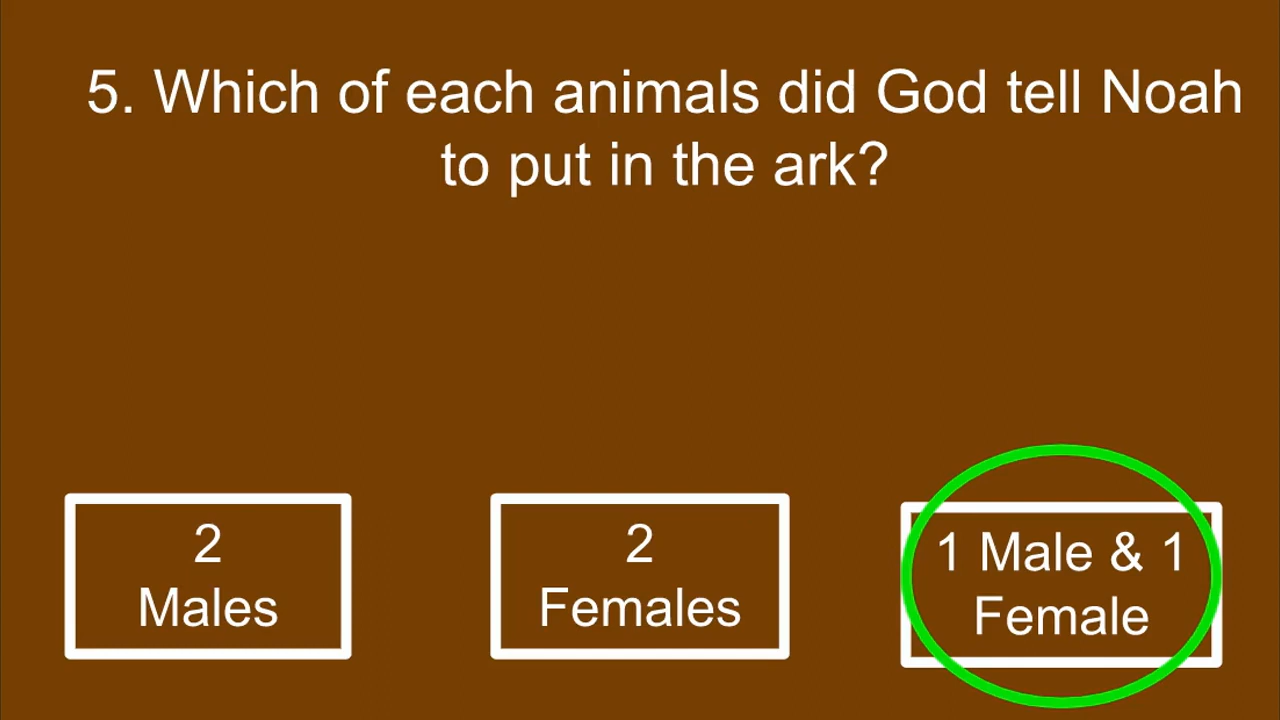 5. Which of each animals did God tell Noah
to put in the ark?
2
Males
2
Females
1 Male & 1
Female